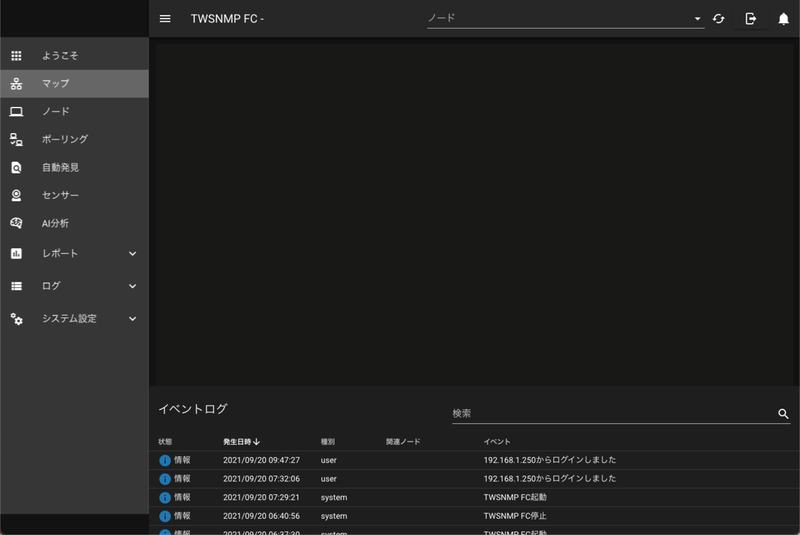 TWSNMP FC -
ノード
ようこそ
マップ
ノード
ポーリング
自動発見
センサー
AI分析
レポート
ログ
システム設定
イベントログ
検索
状態 発生日時 種別 関連ノード イベント
情報 2021/09/20 09:47:27 user 192.168.1.250からログインしました
情報 2021/09/20 07:32:06 user 192.168.1.250からログインしました
情報 2021/09/20 07:29:21 system TWSNMP FC起動
情報 2021/09/20 06:40:56 system TWSNMP FC停止
情報 2021/09/20 06:37:30 system TWSNMP FC起動